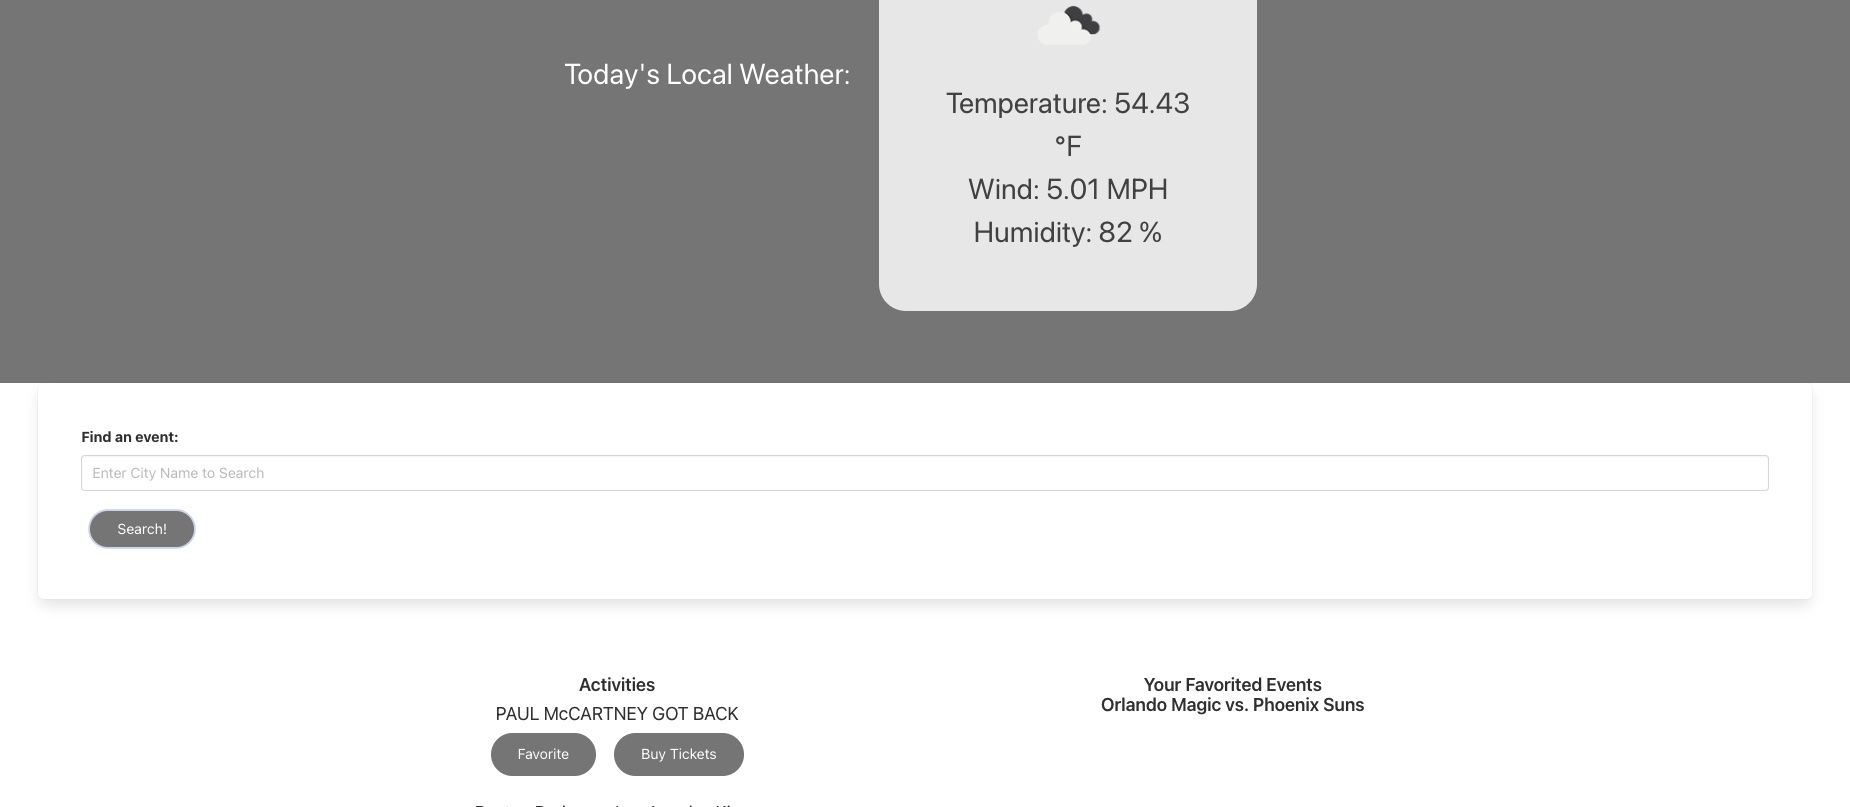 Today's Local Weather:
Temperature: 54.43
°F
Wind: 5.01 MPH
Humidity: 82 %
Find an event:
Enter City Name to Search
Search!
Activities
PAUL McCARTNEY GOT BACK
Favorite
Buy Tickets
Your Favorited Events
Orlando Magic vs. Phoenix Suns